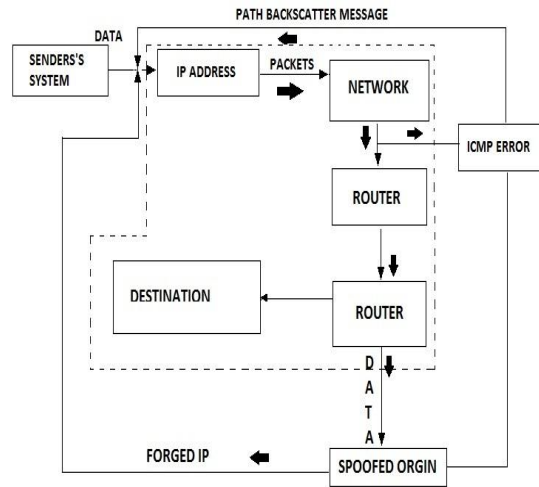 PATH BACKSCATTER MESSAGE
DATA
SENDERS'S
SYSTEM
IP ADDRESS
PACKETS
NETWORK
ICMP ERROR
ROUTER
DESTINATION
ROUTER
D
A
T
A
FORGED IP
SPOOFED ORGIN